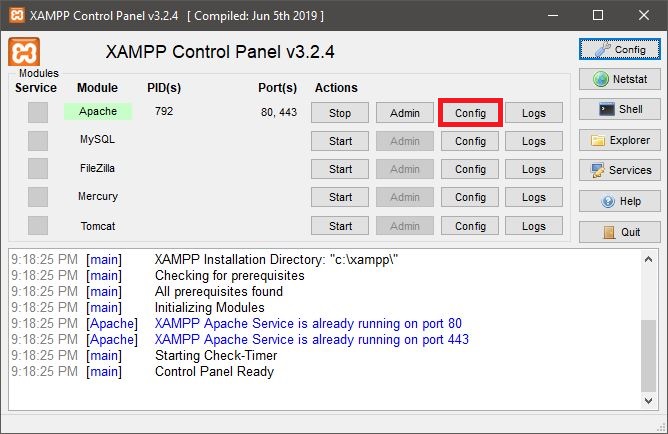 XAMPP Control Panel v3.2.4 [ Compiled: Jun 5th 2019 ]
XAMPP Control Panel v3.2.4
Config
Modules
Service Module PID(s) Port(s) Actions
Netstat
Apache 792 80, 443 Stop Admin Config Logs
Shell
MySQL Start Admin Config Logs
Explorer
FileZilla Start Admin Config Logs
Services
Mercury Start Admin Config Logs
Help
Tomcat Start Admin Config Logs
Quit
9:18:25 PM [main] XAMPP Installation Directory: "c:\xampp\"
9:18:25 PM [main] Checking for prerequisites
9:18:25 PM [main] All prerequisites found
9:18:25 PM [main] Initializing Modules
9:18:25 PM [Apache] XAMPP Apache Service is already running on port 80
9:18:25 PM [Apache] XAMPP Apache Service is already running on port 443
9:18:25 PM [main] Starting Check-Timer
9:18:25 PM [main] Control Panel Ready